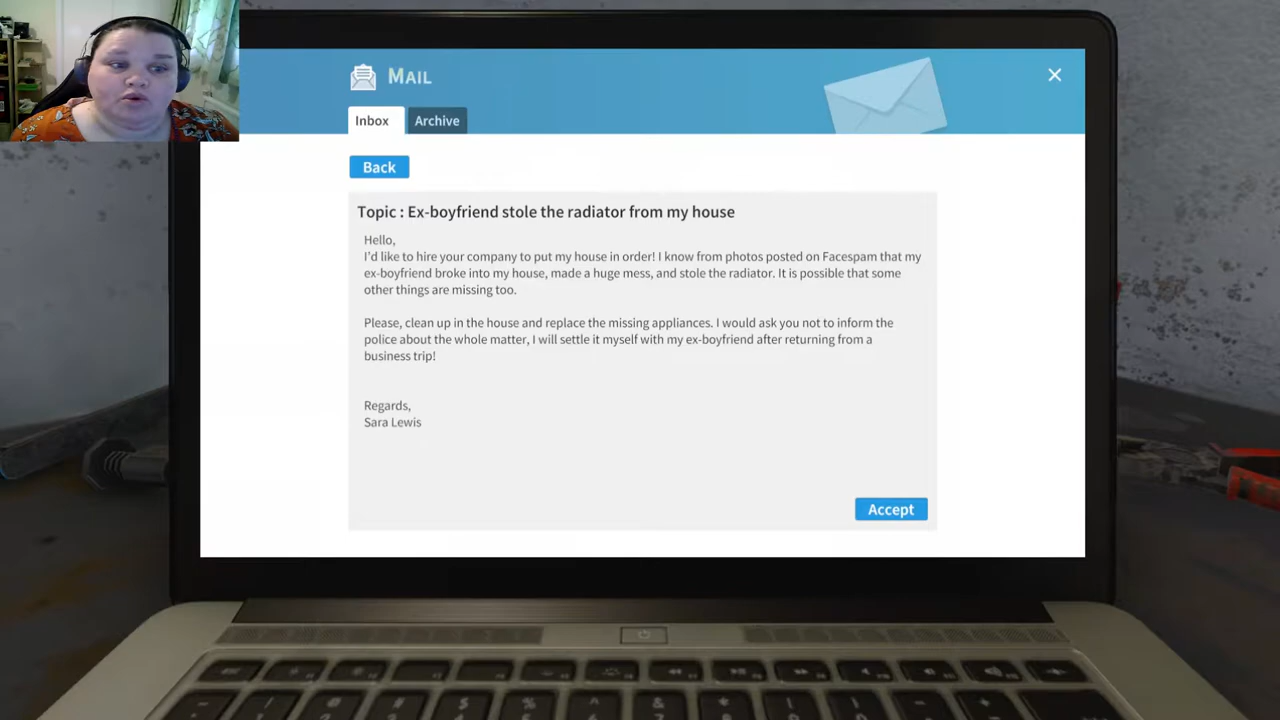 MAIL
Inbox
Archive
Back
Topic : Ex-boyfriend stole the radiator from my house
Hello,
I'd like to hire your company to put my house in order! I know from photos posted on Facespam that my
ex-boyfriend broke into my house, made a huge mess, and stole the radiator. It is possible that some
other things are missing too.
Please, clean up in the house and replace the missing appliances. I would ask you not to inform the
police about the whole matter, I will settle it myself with my ex-boyfriend after returning from a
business trip!
Regards,
Sara Lewis
Accept